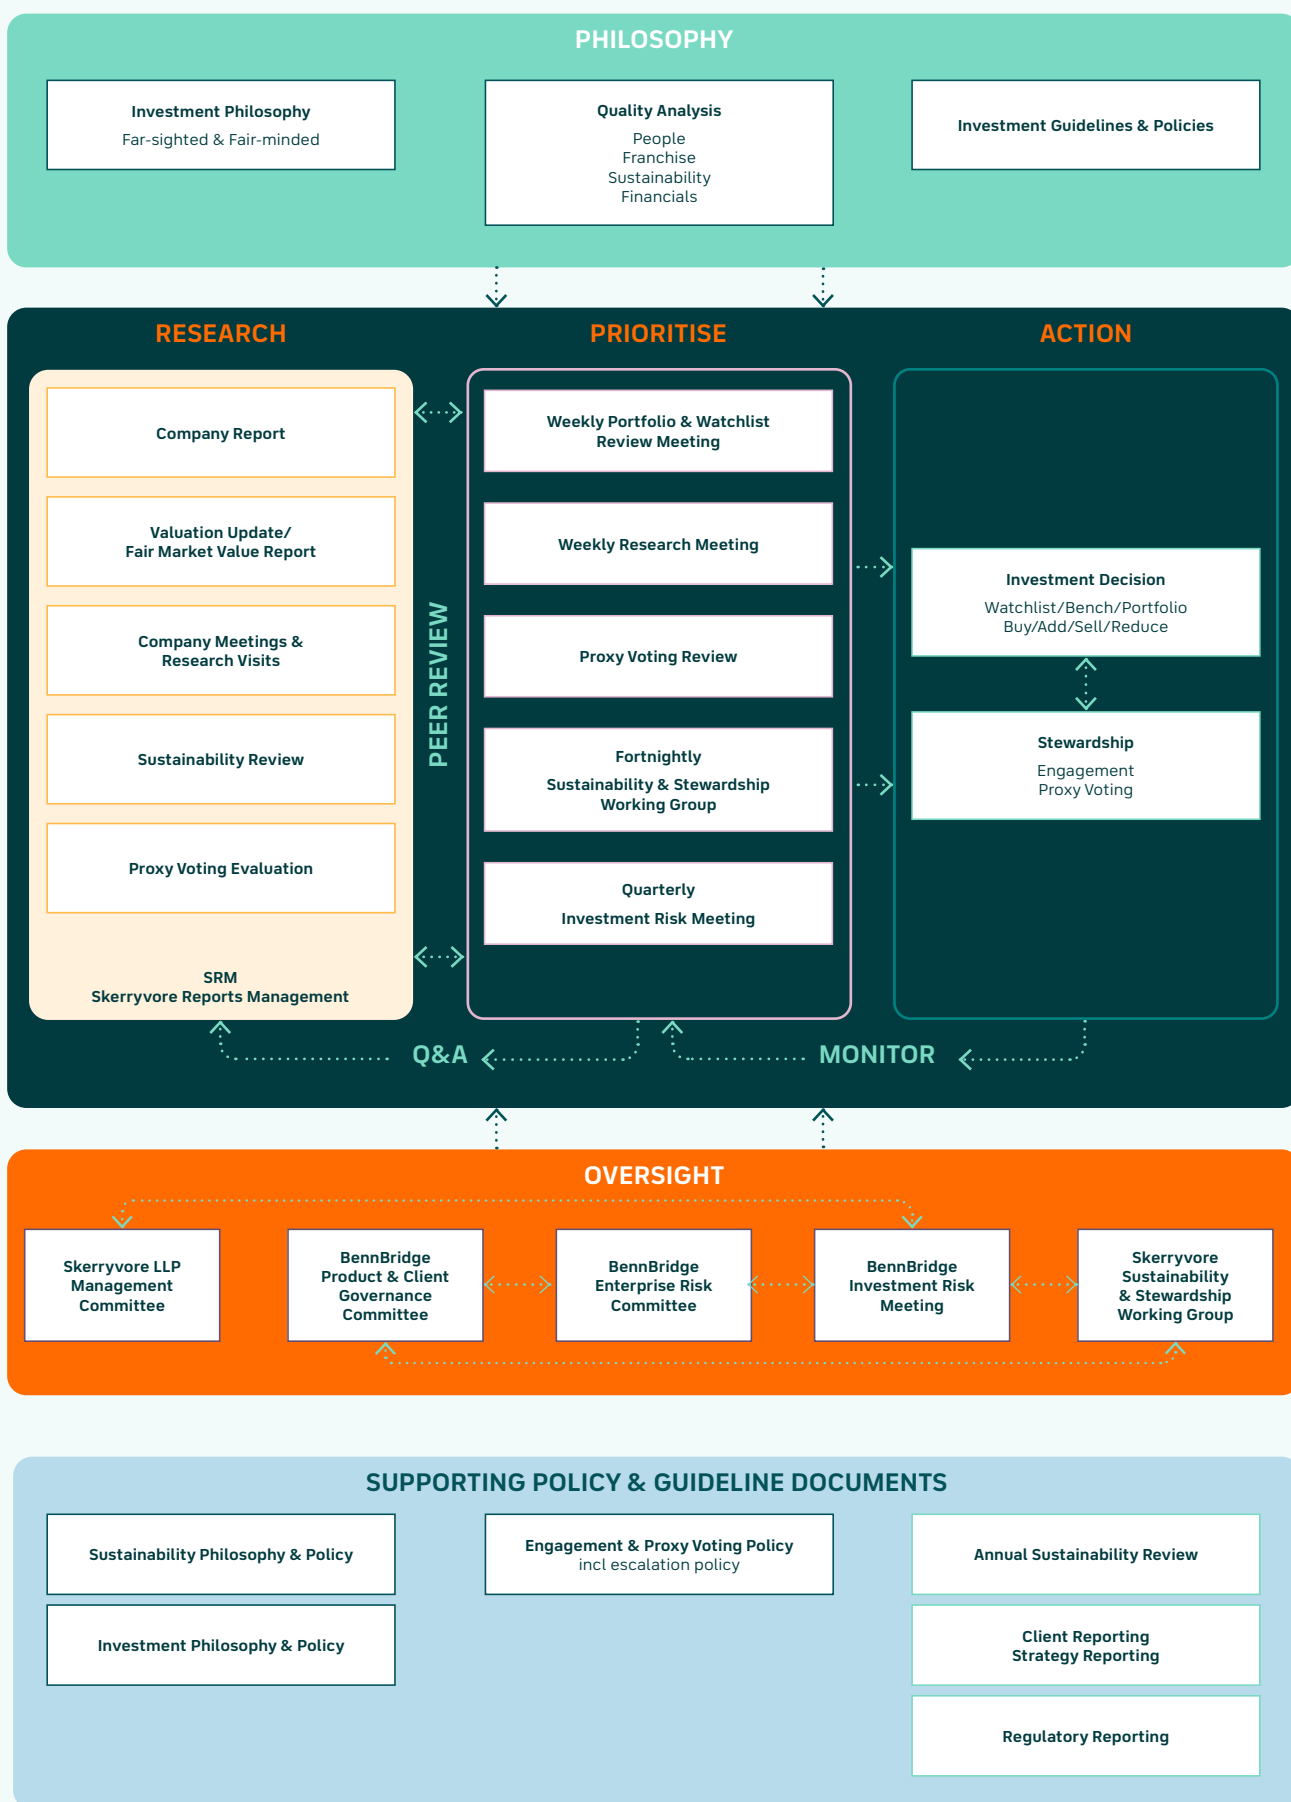 PHILOSOPHY
Investment Philosophy
Far-sighted & Fair-minded
Quality Analysis
People
Franchise
Sustainability
Financials
Investment Guidelines & Policies
RESEARCH
Company Report
Valuation Update/
Fair Market Value Report
Company Meetings &
Research Visits
Sustainability Review
Proxy Voting Evaluation
SRM
Skerryvore Reports Management
PEER REVIEW
PRIORITISE
Weekly Portfolio & Watchlist
Review Meeting
Weekly Research Meeting
Proxy Voting Review
Fortnightly
Sustainability & Stewardship
Working Group
Quarterly
Investment Risk Meeting
ACTION
Investment Decision
Watchlist/Bench/Portfolio
Buy/Add/Sell/Reduce
Stewardship
Engagement
Proxy Voting
Q&A
MONITOR
OVERSIGHT
Skerryvore LLP
Management
Committee
BennBridge
Product & Client
Governance
Committee
BennBridge
Enterprise Risk
Committee
BennBridge
Investment Risk
Meeting
Skerryvore
Sustainability
& Stewardship
Working Group
SUPPORTING POLICY & GUIDELINE DOCUMENTS
Sustainability Philosophy & Policy
Investment Philosophy & Policy
Engagement & Proxy Voting Policy
incl escalation policy
Annual Sustainability Review
Client Reporting
Strategy Reporting
Regulatory Reporting